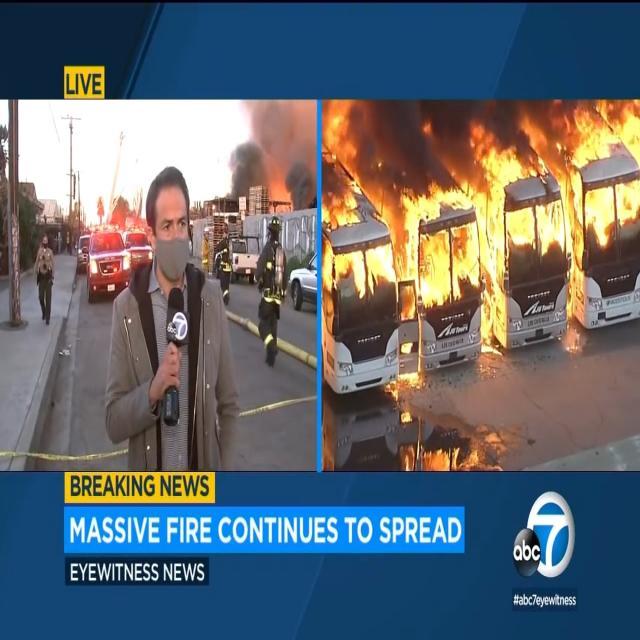 LIVE
BREAKING NEWS
MASSIVE FIRE CONTINUES TO SPREAD
EYEWITNESS NEWS
abc 7
#abc7eyewitness